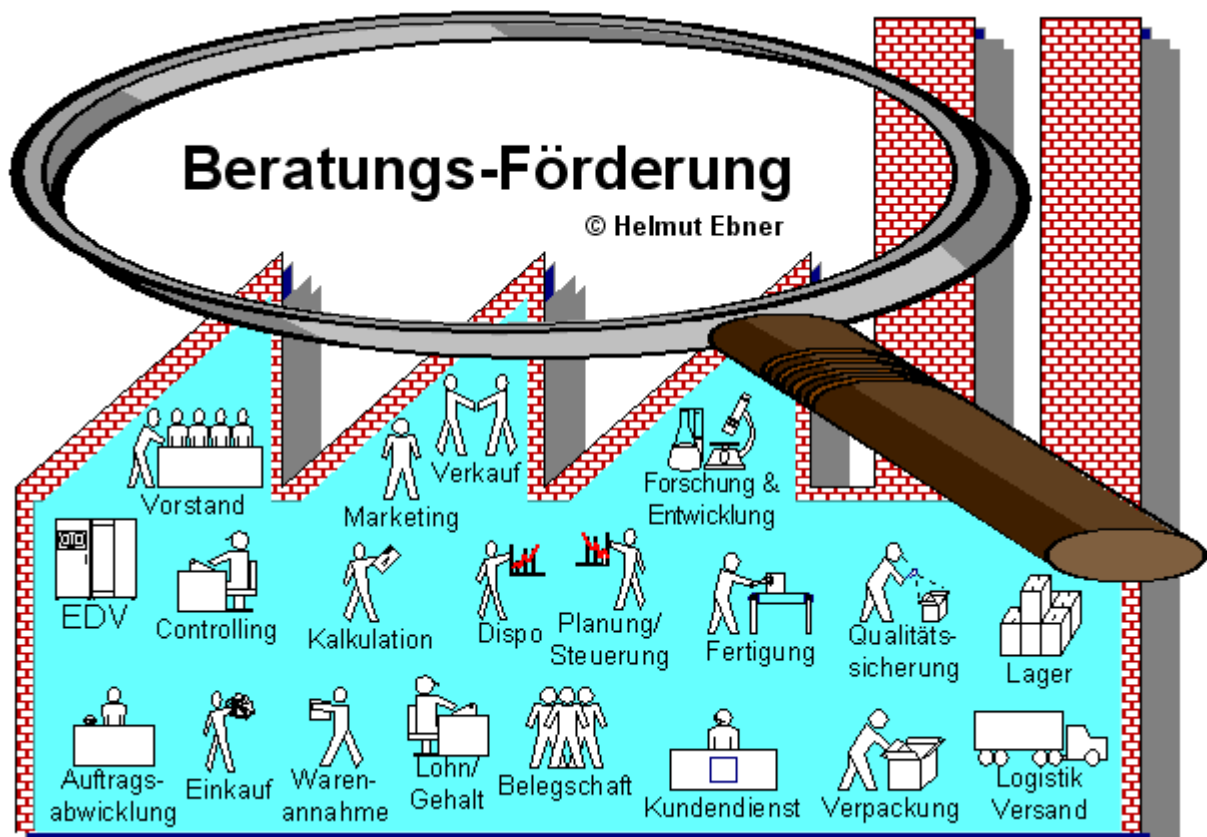 Beratungs-Förderung
© Helmut Ebner
Verkauf
Vorstand
Marketing
Forschung &
Entwicklung
EDV
Controlling
Kalkulation
Dispo
Planung/
Steuerung
Fertigung
Qualitäts-
sicherung
Lager
Auftrags-
abwicklung
Einkauf
Waren-
annahme
Lohn/
Gehalt
Belegschaft
Kundendienst
Verpackung
Logistik
Versand